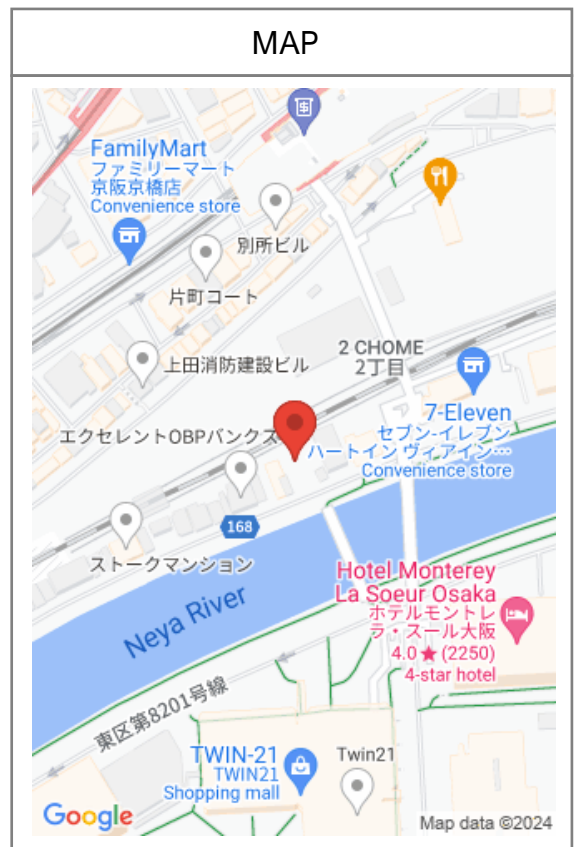 MAP
FamilyMart
ファミリーマート
京阪京橋店
Convenience store
別所ビル
片町コート
上田消防建設ビル
2 CHOME
2丁目
7-Eleven
セブン-イレブン
ハートイン ヴィアイン…
Convenience store
エクセレントOBPバンクス
168
ストークマンション
Neya River
Hotel Monterey
La Soeur Osaka
ホテルモントレ
ラ・スール大阪
4.0★(2250)
4-star hotel
東区第8201号線
TWIN-21
TWIN21
Shopping mall
Twin21
Google
Map data ©2024